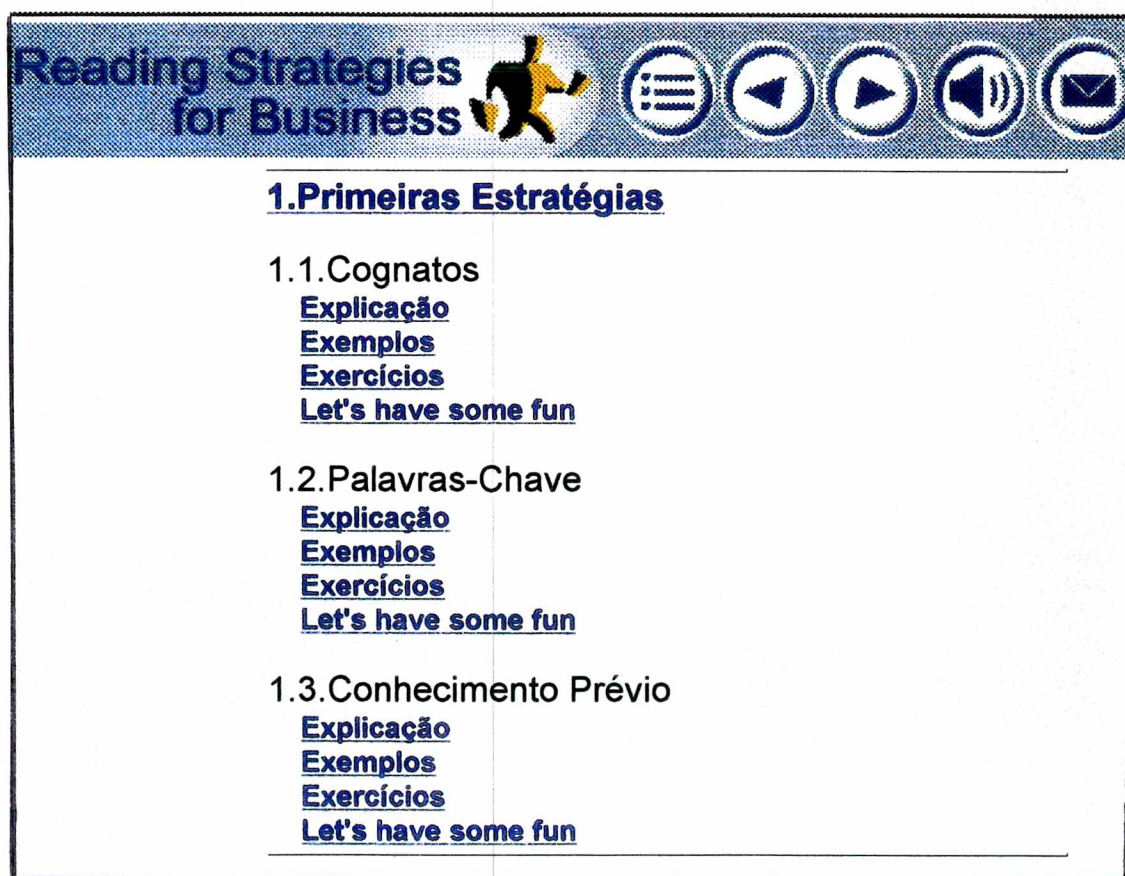 Reading Strategies
for Business
1.Primeiras Estratégias
1.1.Cognatos
Explicação
Exemplos
Exercícios
Let's have some fun
1.2.Palavras-Chave
Explicação
Exemplos
Exercícios
Let's have some fun
1.3.Conhecimento Prévio
Explicação
Exemplos
Exercícios
Let's have some fun